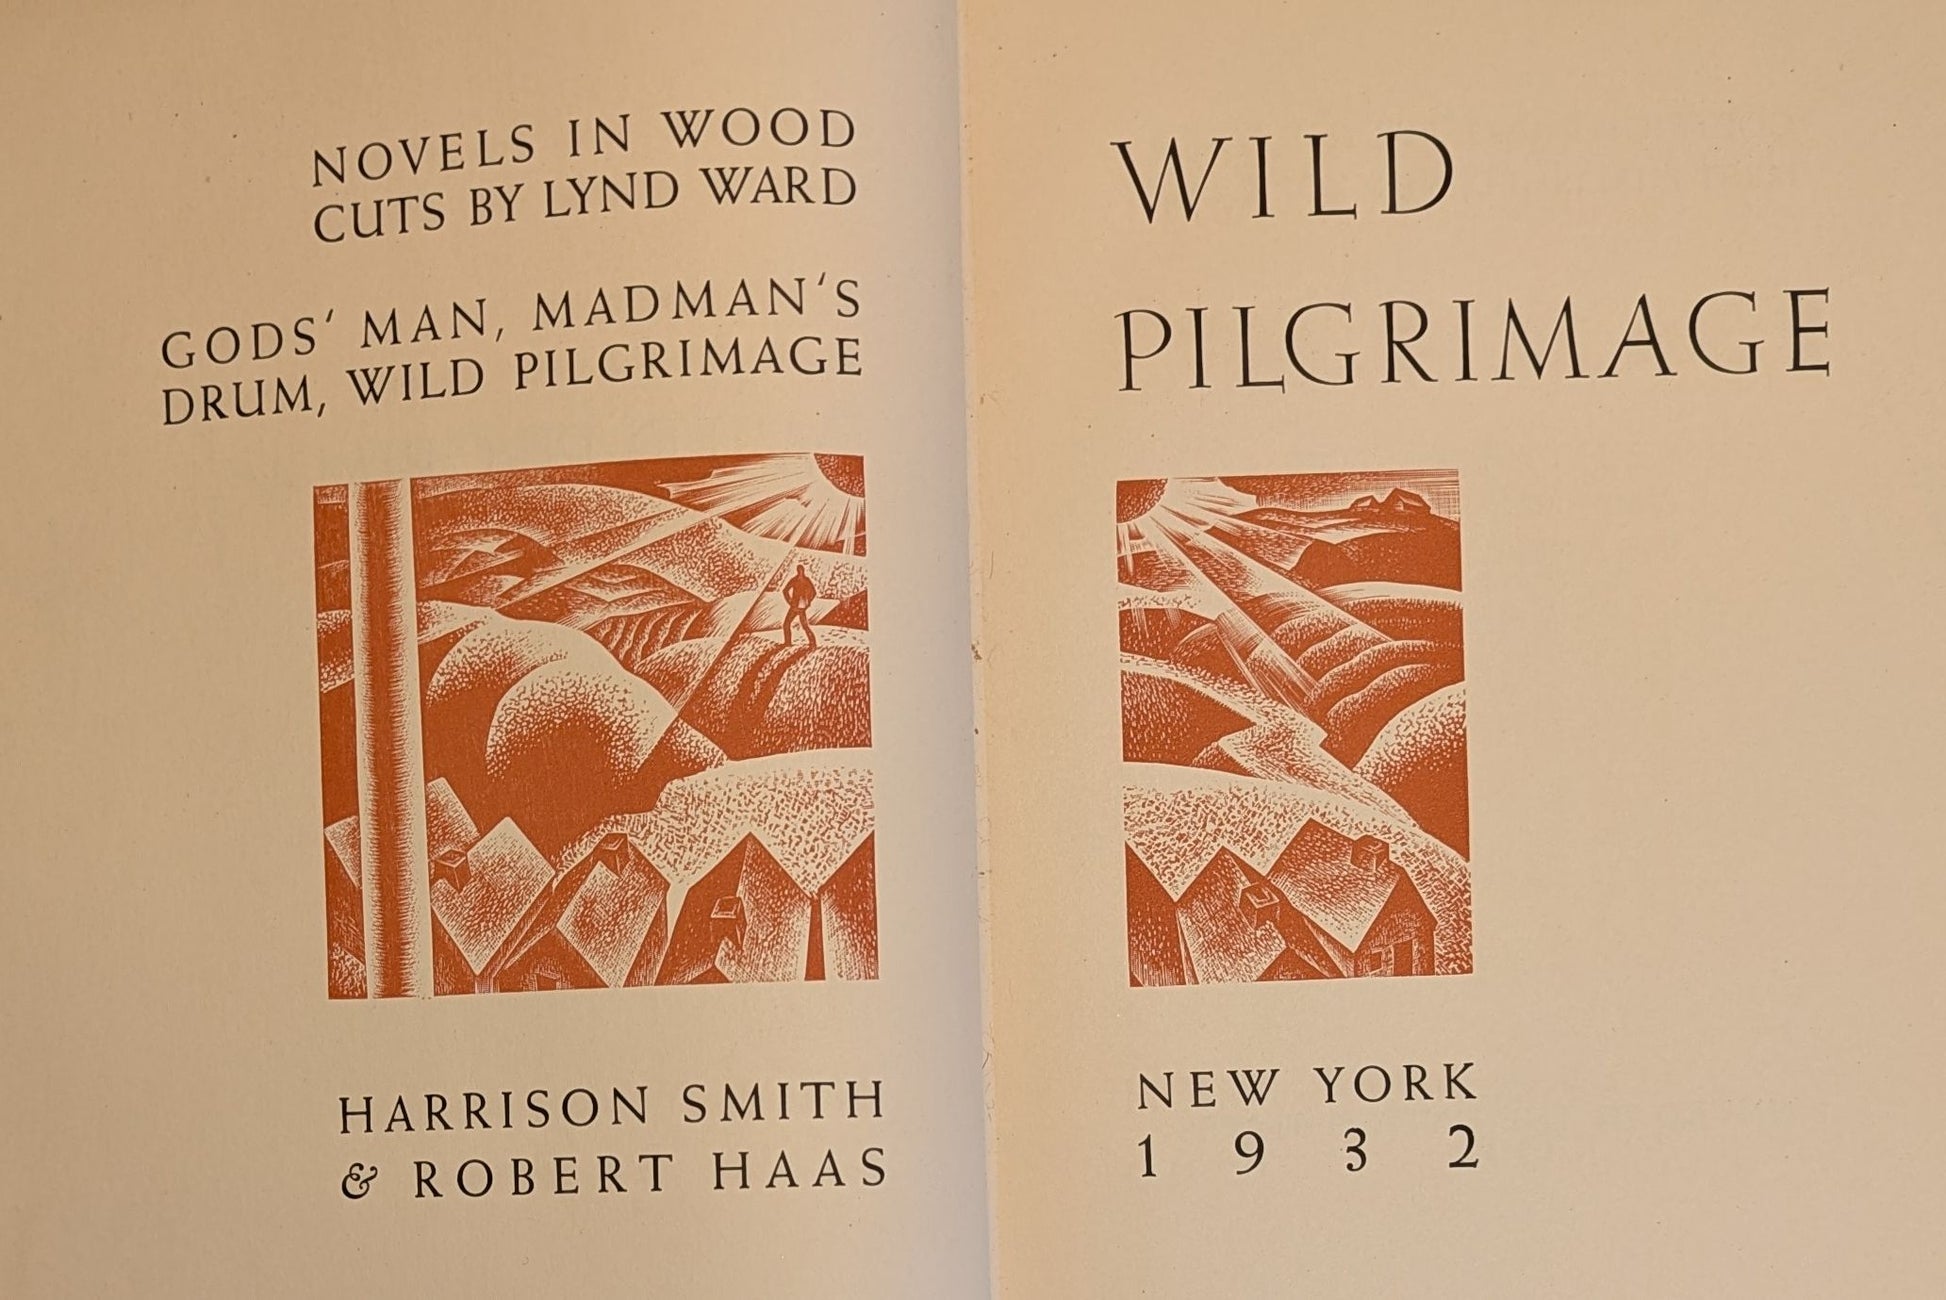 NOVELS IN WOOD
CUTS BY LYND WARD
GODS' MAN, MADMAN'S
DRUM, WILD PILGRIMAGE
HARRISON SMITH
& ROBERT HAAS
WILD
PILGRIMAGE
NEW YORK
1932